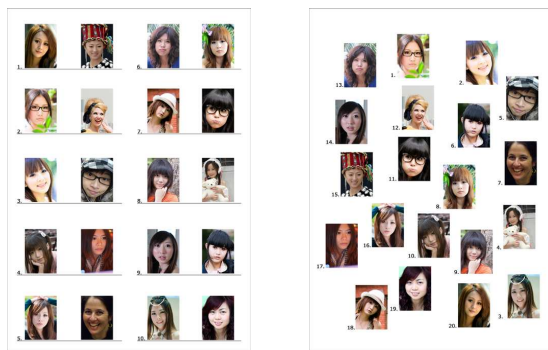 1. 6.
2. 7.
3. 8.
4. 9.
5. 10.
13. 1. 2.
5.
14. 12. 6.
15. 11. 7.
8.
16. 10. 4.
17. 9.
19. 3.
18. 20.